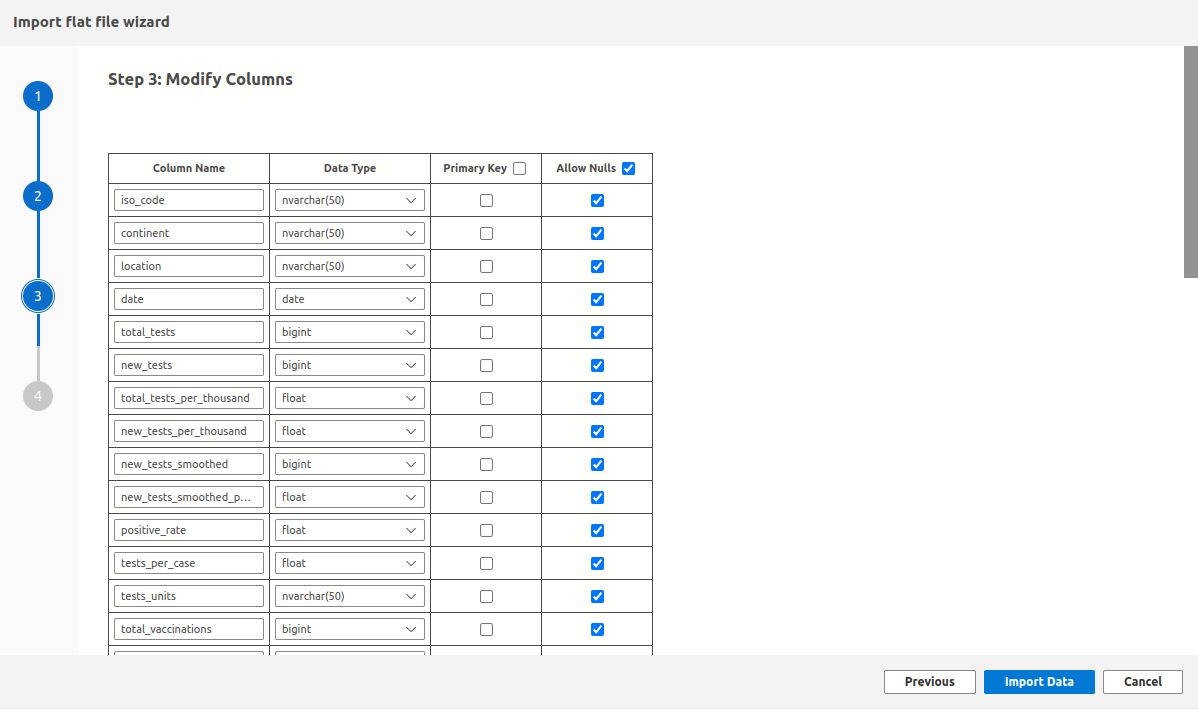 Import flat file wizard
1
Step 3: Modify Columns
2
3
4
Column Name Data Type Primary Key Allow Nulls
iso_code nvarchar(50)
continent nvarchar(50)
location nvarchar(50)
date date
total_tests bigint
new_tests bigint
total_tests_per_thousand float
new_tests_per_thousand float
new_tests_smoothed bigint
new_tests_smoothed_p... float
positive_rate float
tests_per_case float
tests_units nvarchar(50)
total_vaccinations bigint
Previous Import Data Cancel